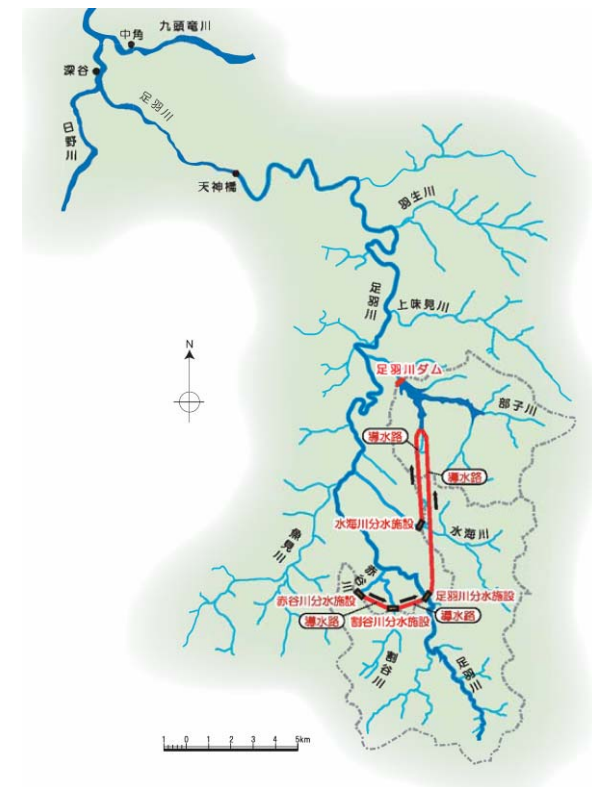 九頭竜川
中角
深谷
足羽川
日野川
天神橋
羽生川
足羽川
上味見川
N
足羽川ダム
部子川
導水路
導水路
水海川分水施設
水海川
魚見川
赤谷川
赤谷川分水施設
足羽川分水施設
導水路
割谷川分水施設
導水路
割谷川
足羽川
1 0 1 2 3 4 5km